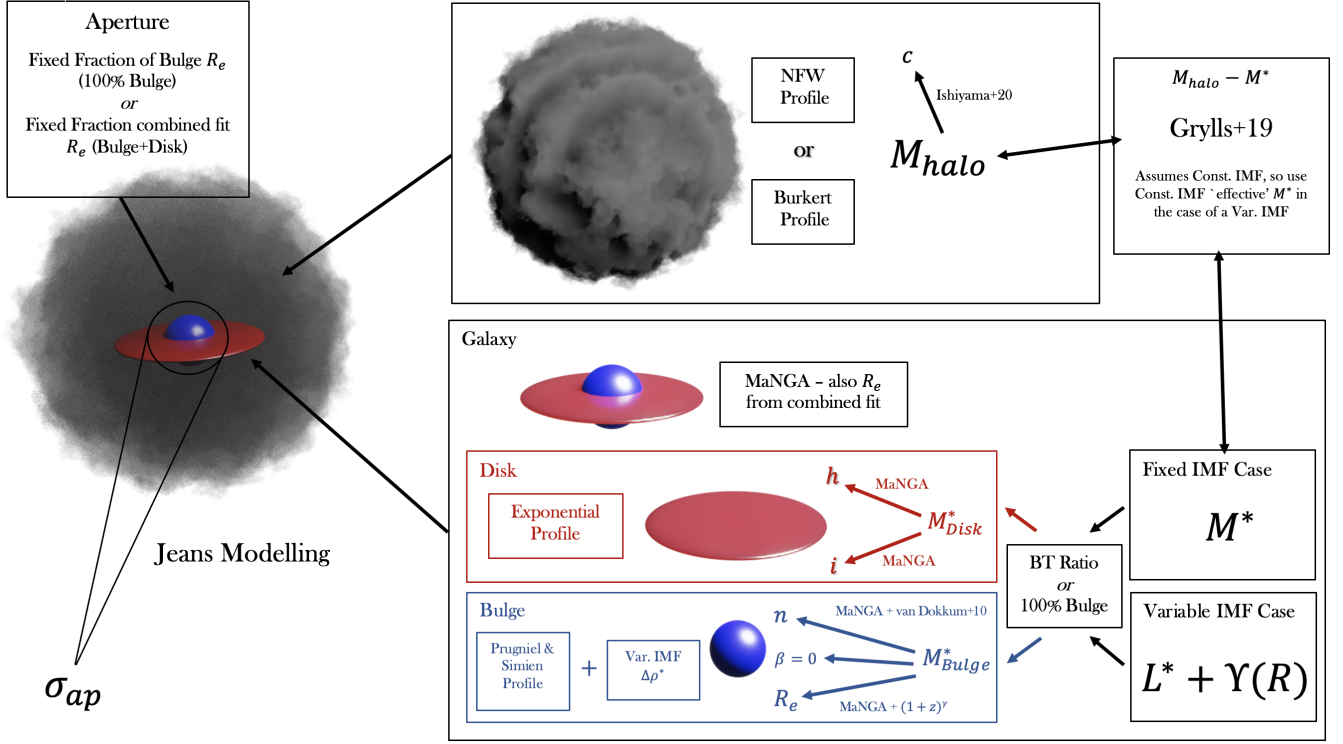 Aperture
Fixed Fraction of Bulge R_e
(100% Bulge)
or
Fixed Fraction combined fit
R_e (Bulge+Disk)
NFW
Profile
or
Burkert
Profile
c
Ishiyama+20
M_halo
M_halo − M*
Grylls+19
Assumes Const. IMF, so use
Const. IMF `effective' M* in
the case of a Var. IMF
Galaxy
MaNGA – also R_e
from combined fit
Disk
Exponential
Profile
h
MaNGA
M*_Disk
MaNGA
i
Bulge
Prugniel &
Simien
Profile
+
Var. IMF
Δρ*
n
MaNGA + van Dokkum+10
β = 0
M*_Bulge
R_e
MaNGA + (1 + z)^γ
BT Ratio
or
100% Bulge
Fixed IMF Case
M*
Variable IMF Case
L* + ϒ(R)
Jeans Modelling
σ_ap